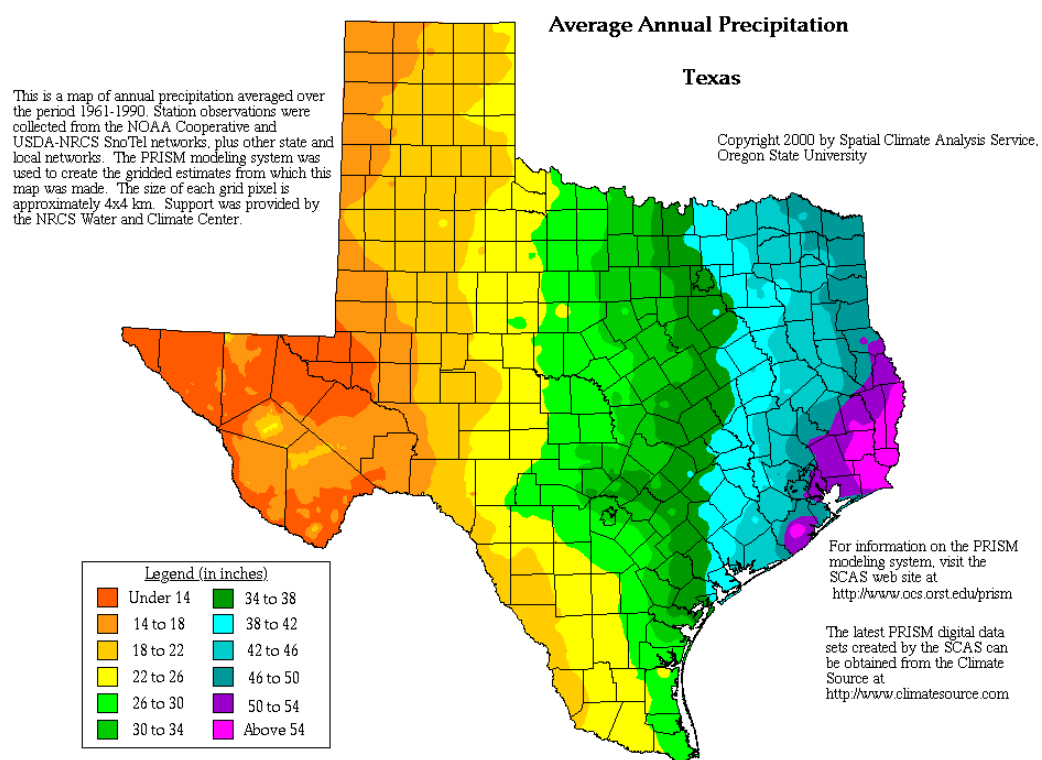 Average Annual Precipitation
Texas
This is a map of annual precipitation averaged over
the period 1961-1990. Station observations were
collected from the NOAA Cooperative and
USDA-NRCS SnoTel networks, plus other state and
local networks. The PRISM modeling system was
used to create the gridded estimates from which this
map was made. The size of each grid pixel is
approximately 4x4 km. Support was provided by
the NRCS Water and Climate Center.
Copyright 2000 by Spatial Climate Analysis Service,
Oregon State University
For information on the PRISM
modeling system, visit the
SCAS web site at
http://www.ocs.orst.edu/prism
The latest PRISM digital data
sets created by the SCAS can
be obtained from the Climate
Source at
http://www.climatesource.com
Legend (in inches)
Under 14
14 to 18
18 to 22
22 to 26
26 to 30
30 to 34
34 to 38
38 to 42
42 to 46
46 to 50
50 to 54
Above 54